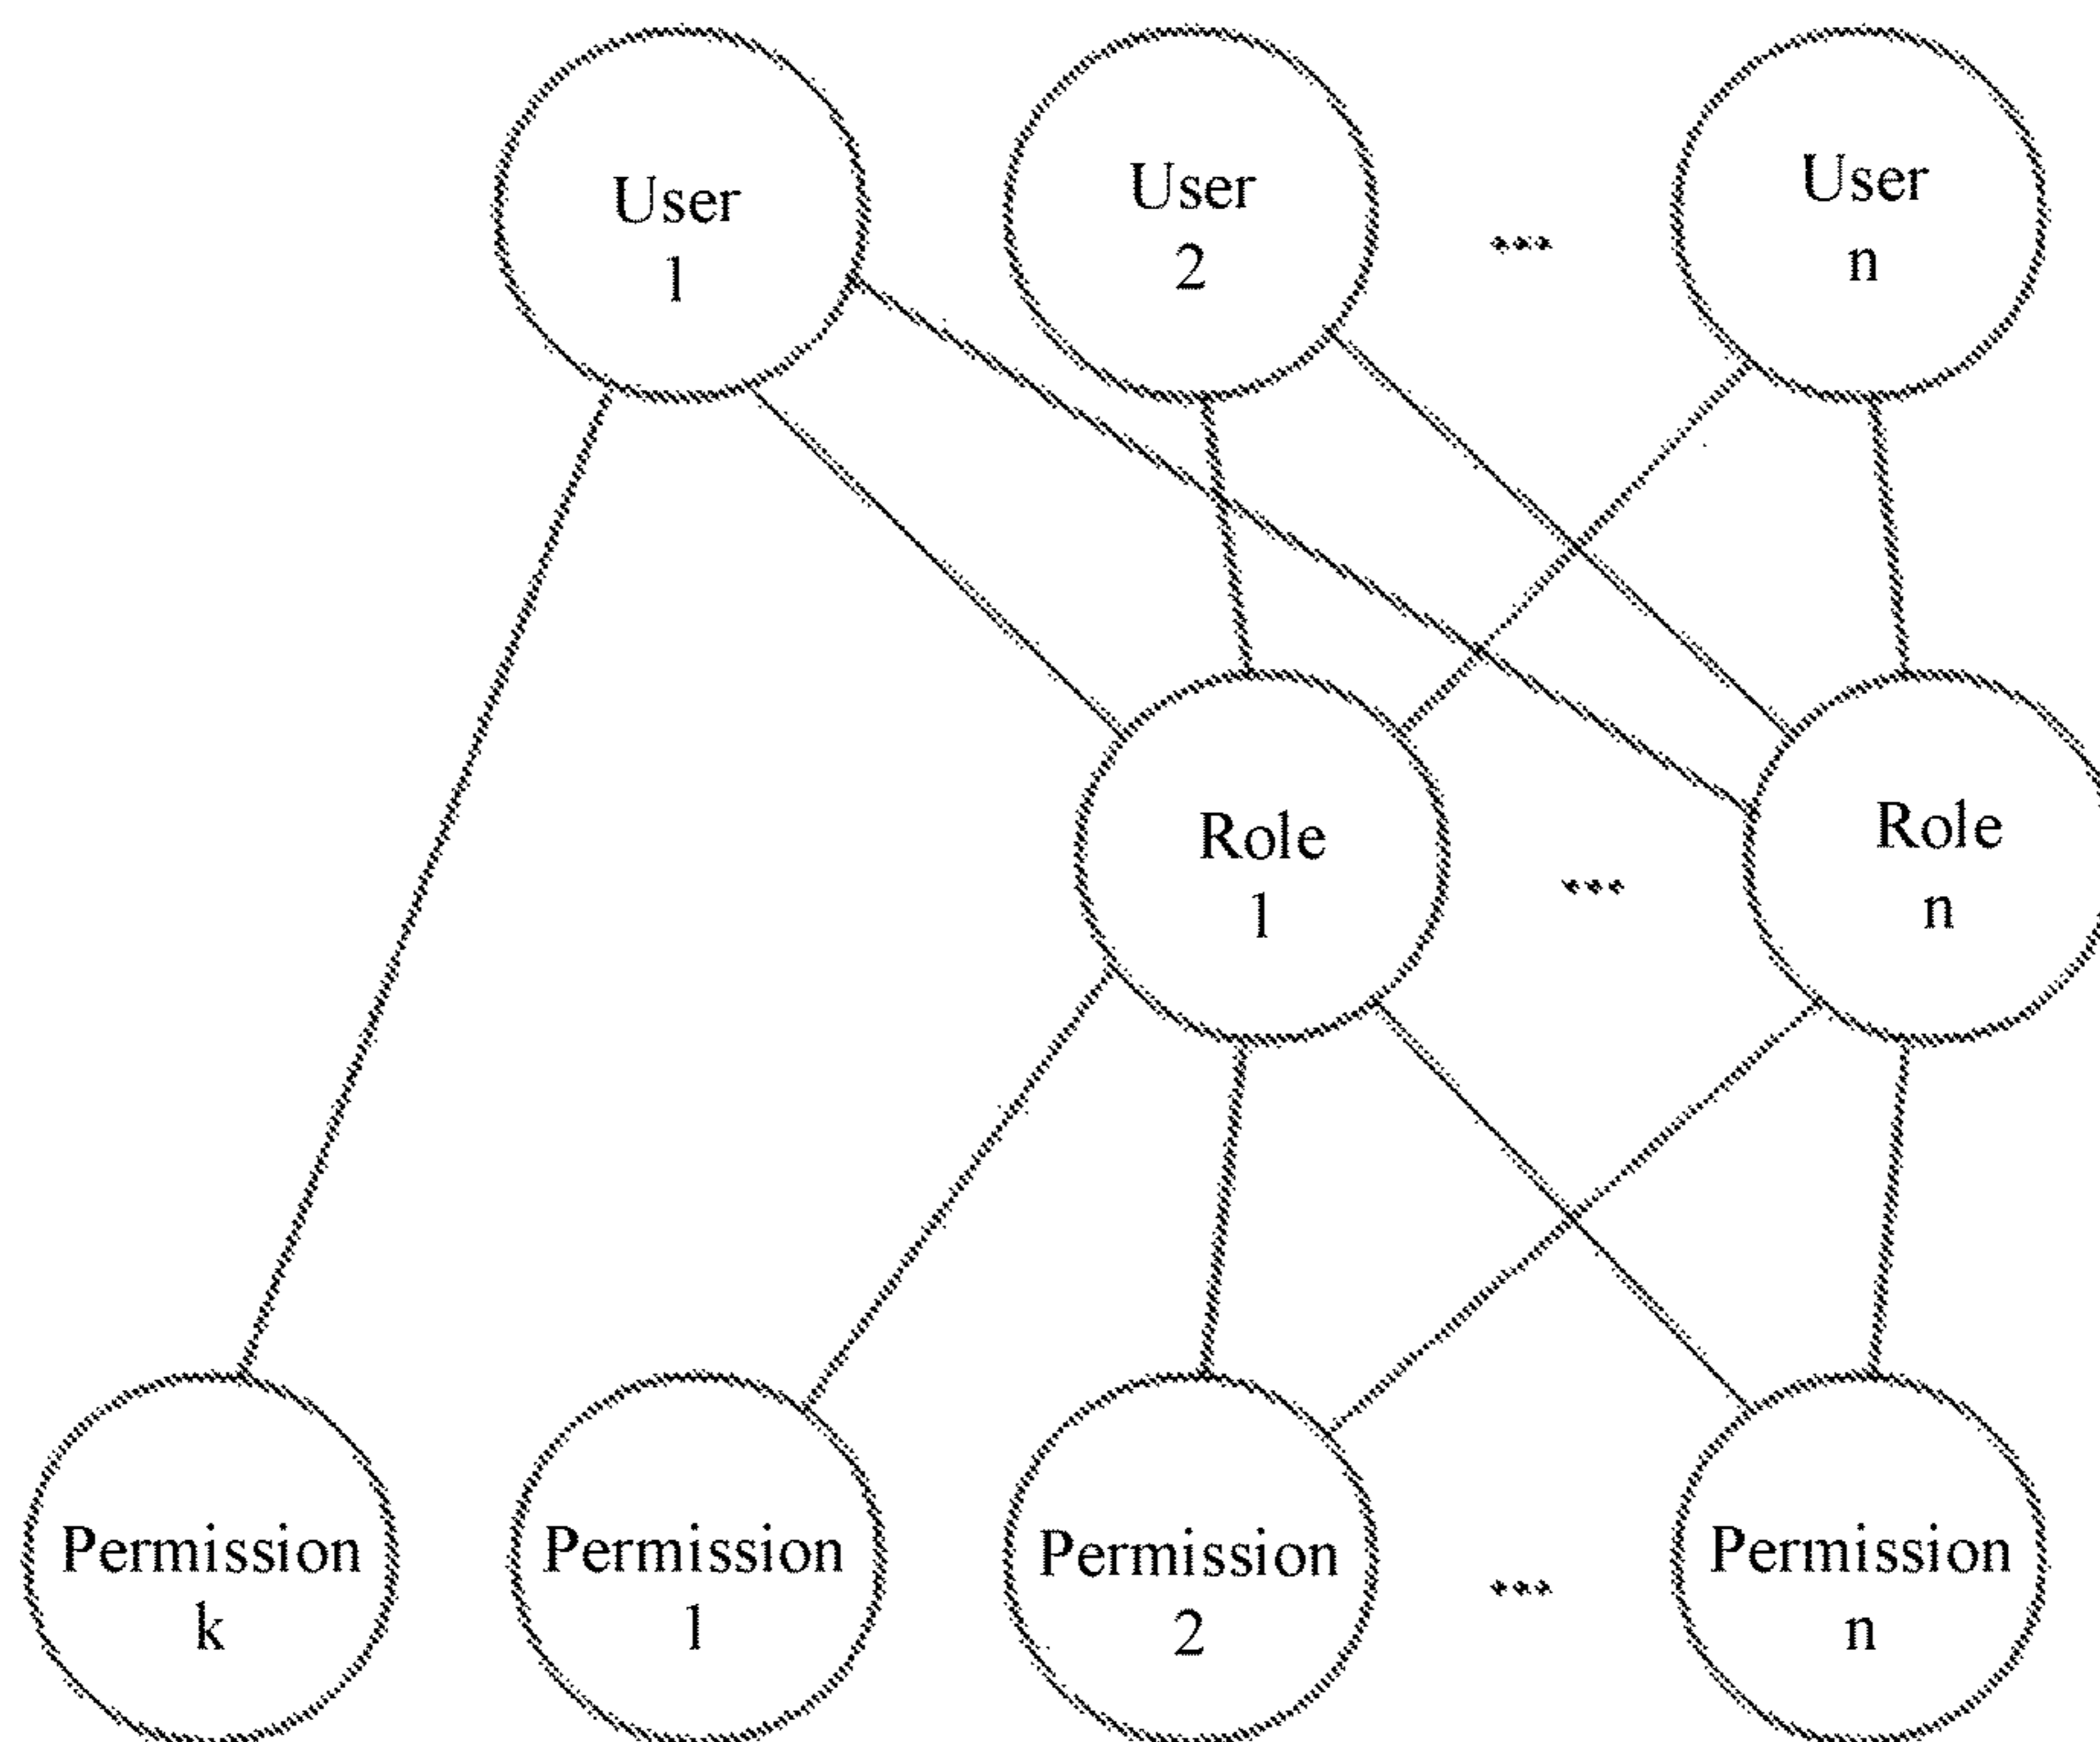 User
1
User
2
...
User
n
Role
1
...
Role
n
Permission
k
Permission
1
Permission
2
...
Permission
n